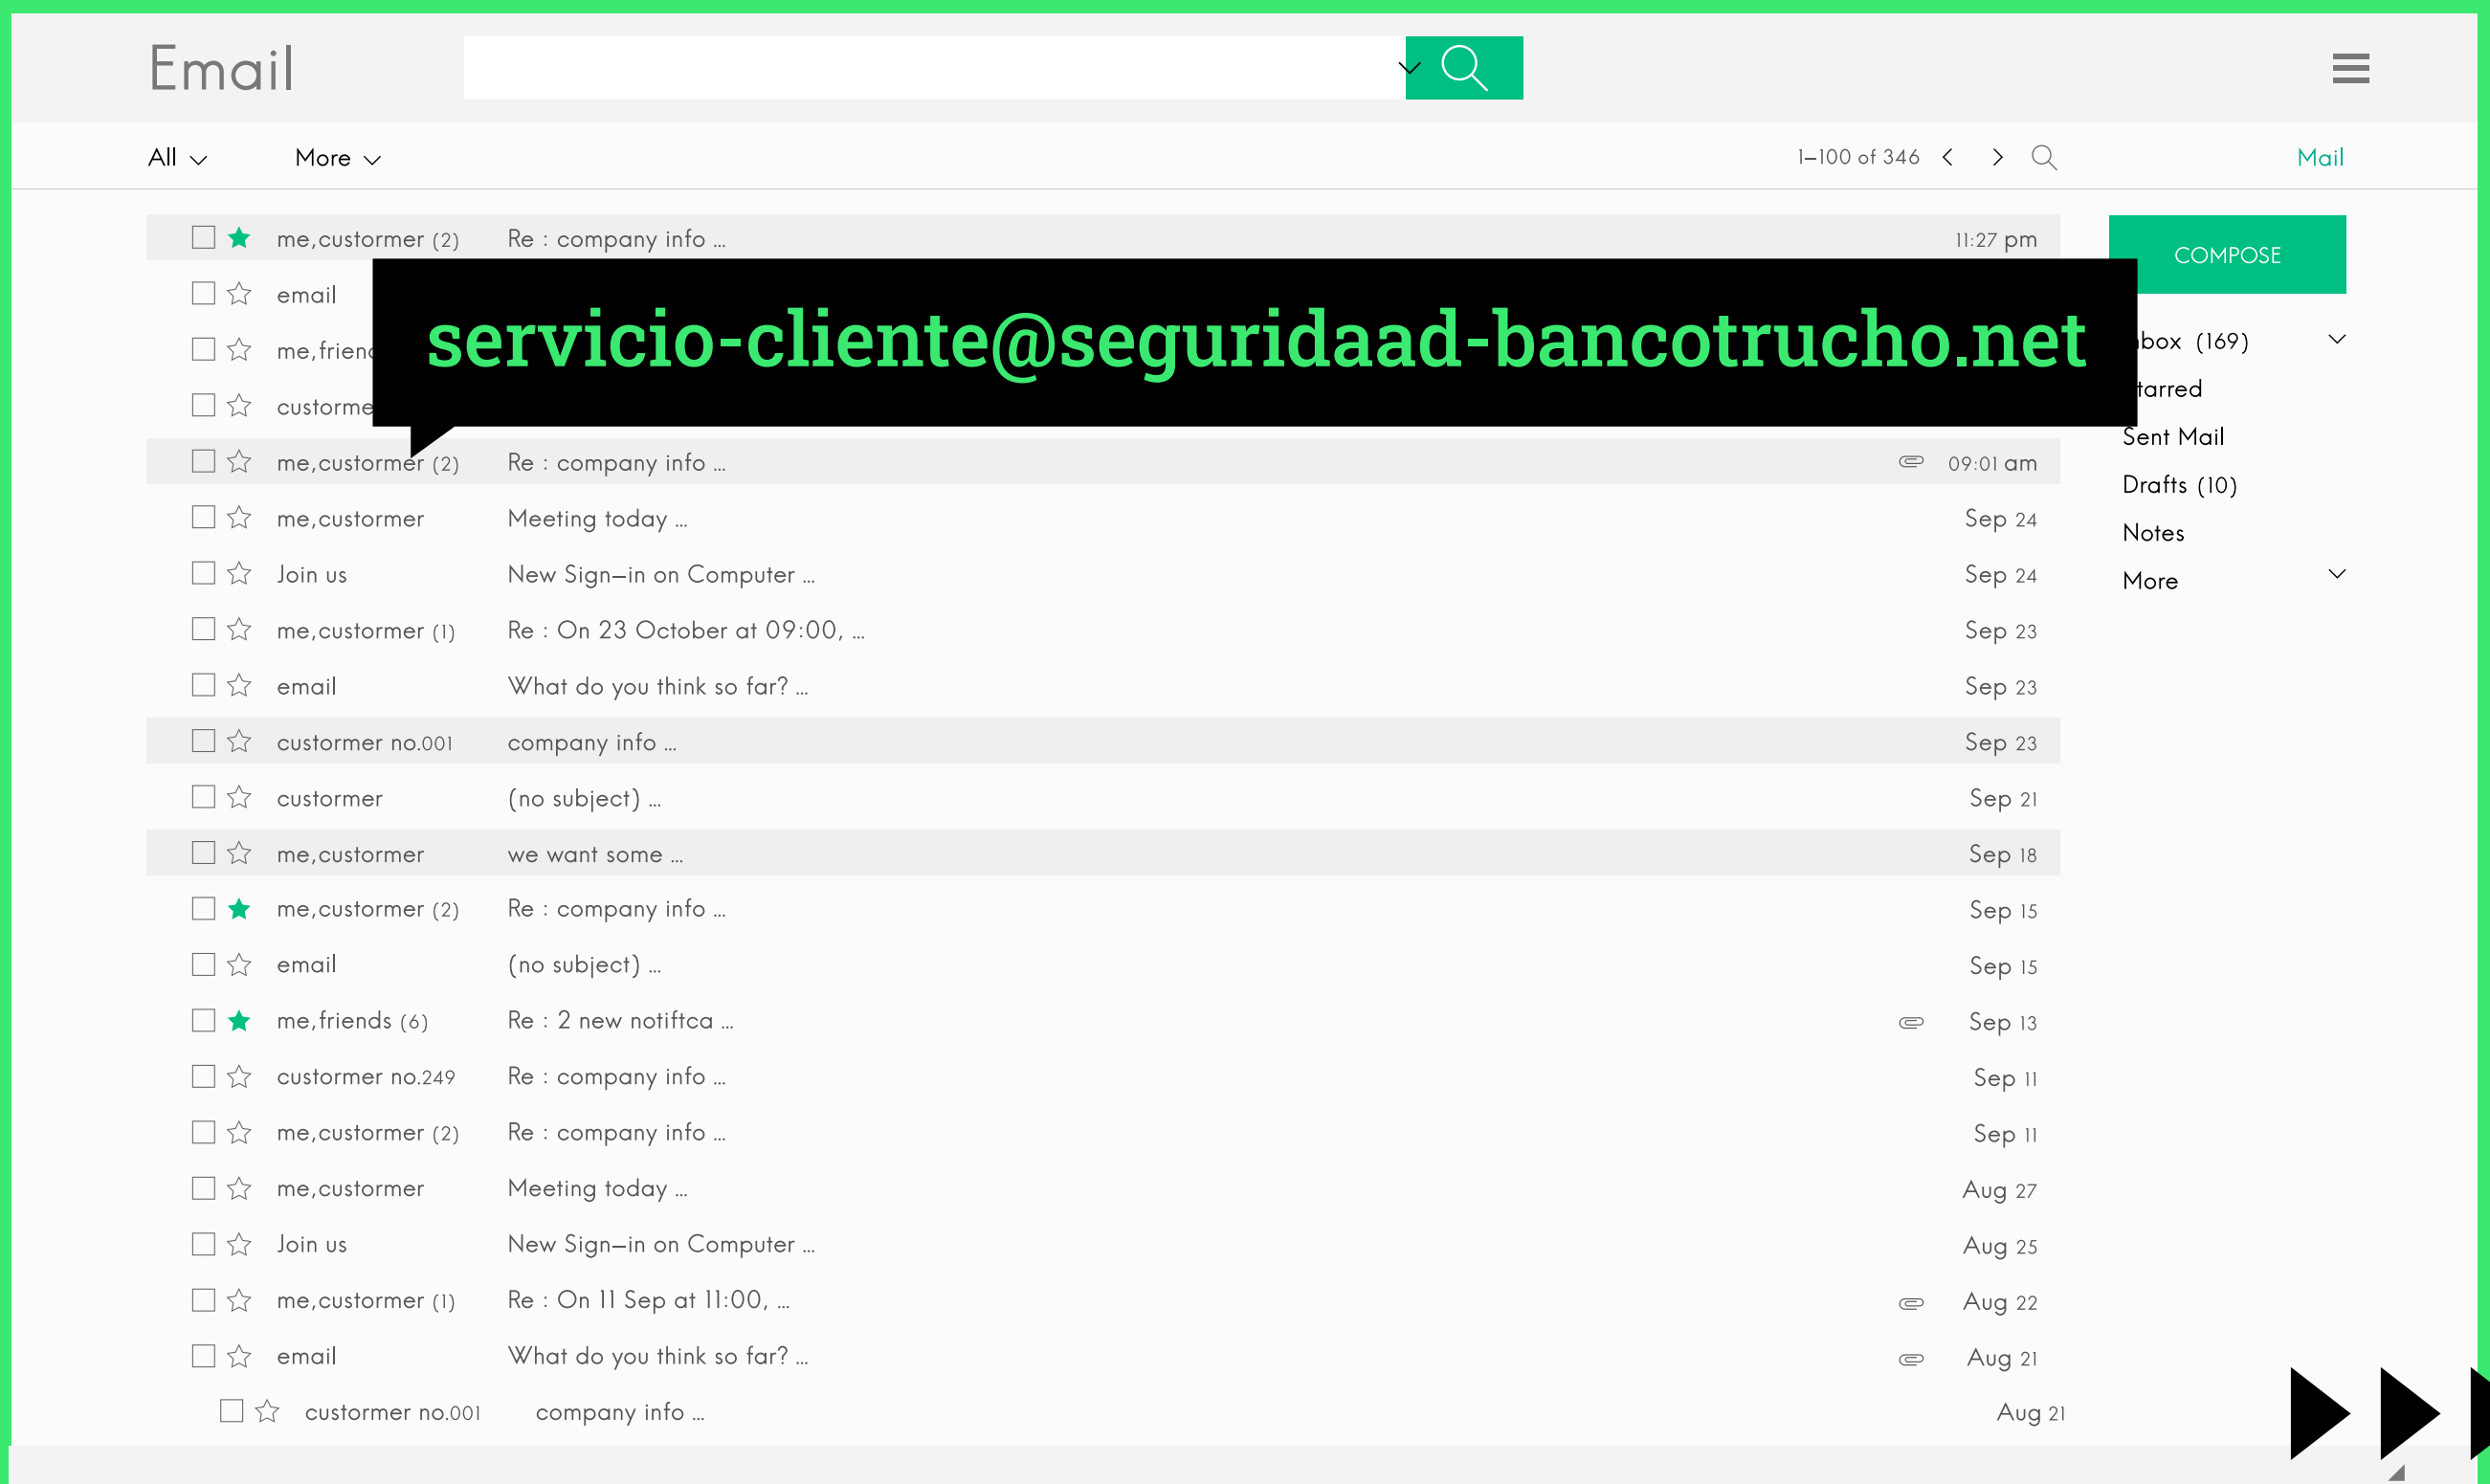 Email
All More 1–100 of 346 Mail
me,custormer (2) Re : company info ... 11:27 pm
COMPOSE
email
servicio-cliente@seguridaad-bancotrucho.net
(169)
Sent Mail
me,custormer (2) Re : company info ... 09:01 am
Drafts (10)
me,custormer Meeting today ... Sep 24
Notes
Join us New Sign–in on Computer ... Sep 24
More
me,custormer (1) Re : On 23 October at 09:00, ... Sep 23
email What do you think so far? ... Sep 23
custormer no.001 company info ... Sep 23
custormer (no subject) ... Sep 21
me,custormer we want some ... Sep 18
me,custormer (2) Re : company info ... Sep 15
email (no subject) ... Sep 15
me,friends (6) Re : 2 new notiftca ... Sep 13
custormer no.249 Re : company info ... Sep 11
me,custormer (2) Re : company info ... Sep 11
me,custormer Meeting today ... Aug 27
Join us New Sign–in on Computer ... Aug 25
me,custormer (1) Re : On 11 Sep at 11:00, ... Aug 22
email What do you think so far? ... Aug 21
custormer no.001 company info ... Aug 21